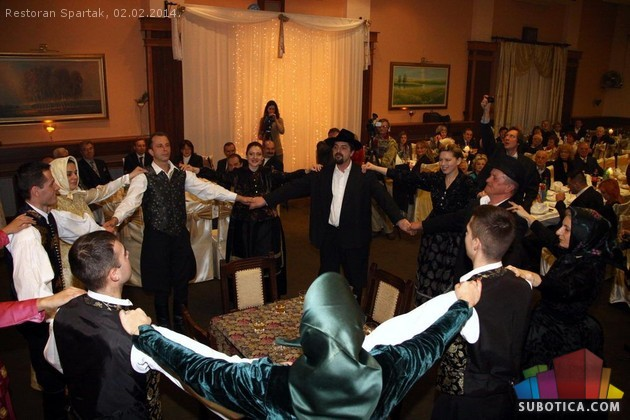 Restoran Spartak, 02.02.2014.
SUBOTICA.COM